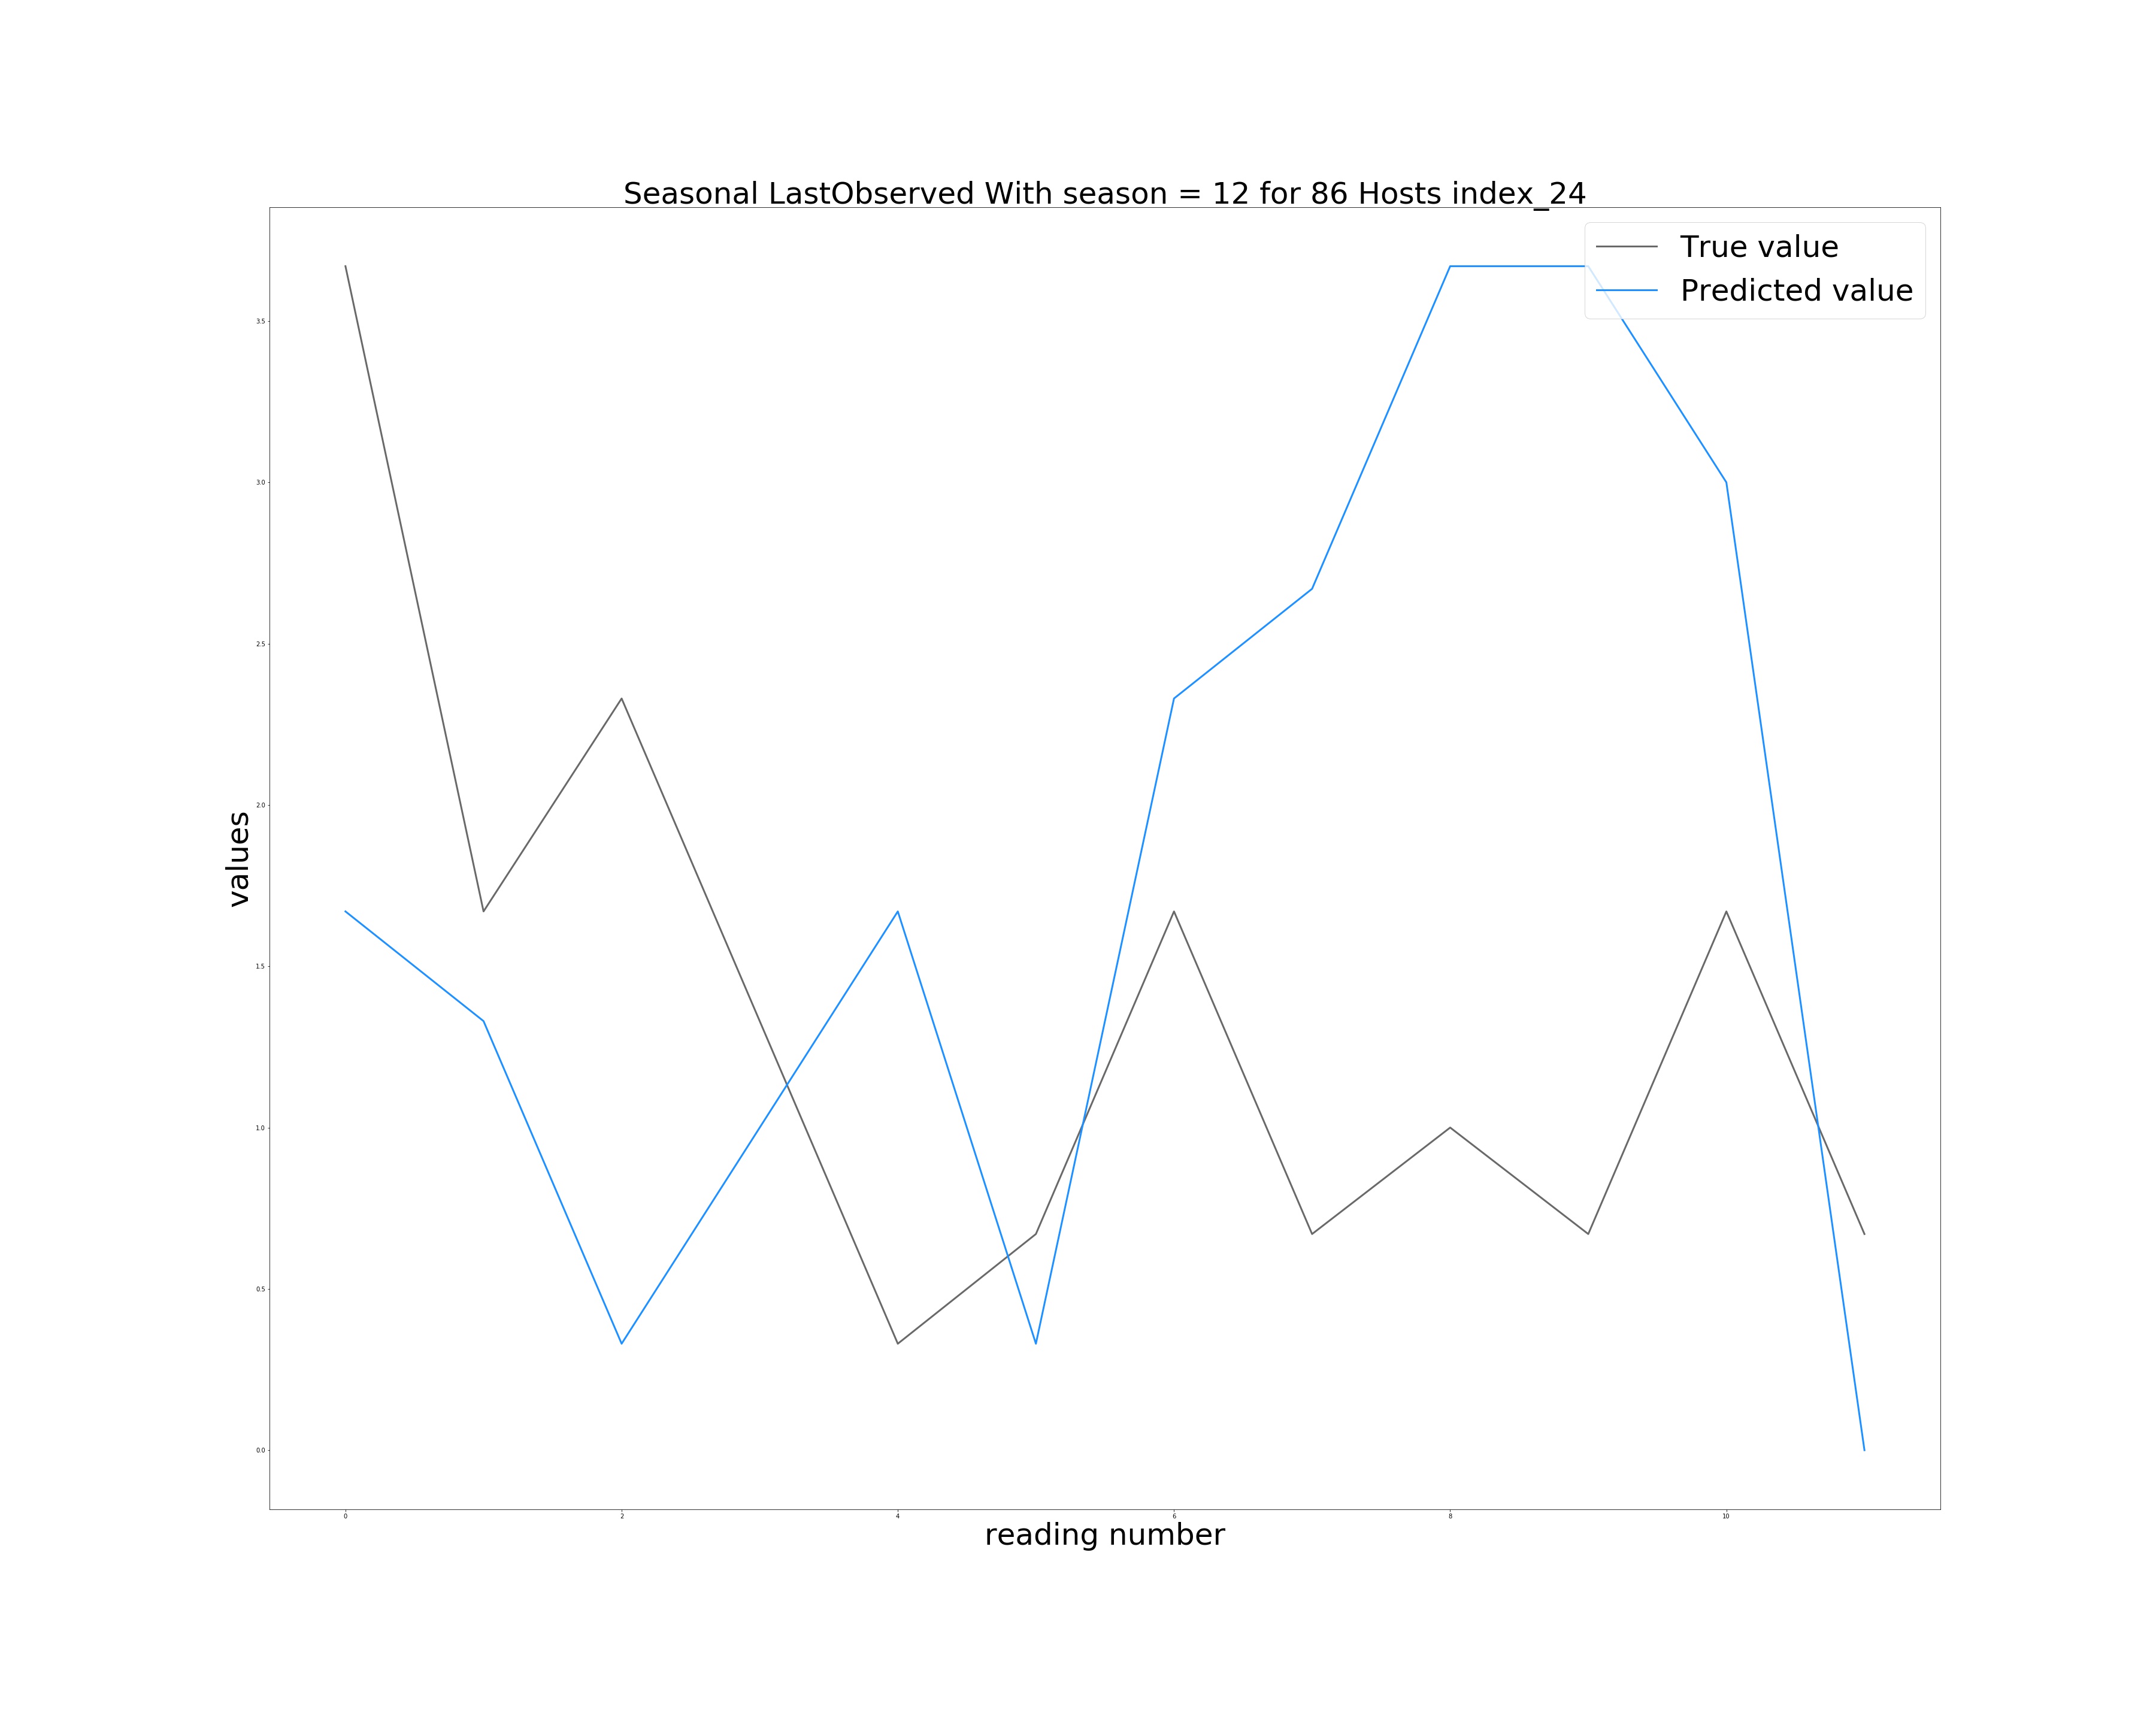 Seasonal LastObserved With season = 12 for 86 Hosts index_24
True value
Predicted value
3.5
3.0
2.5
2.0
1.5
1.0
0.5
0.0
values
0 2 4 6 8 10
reading number